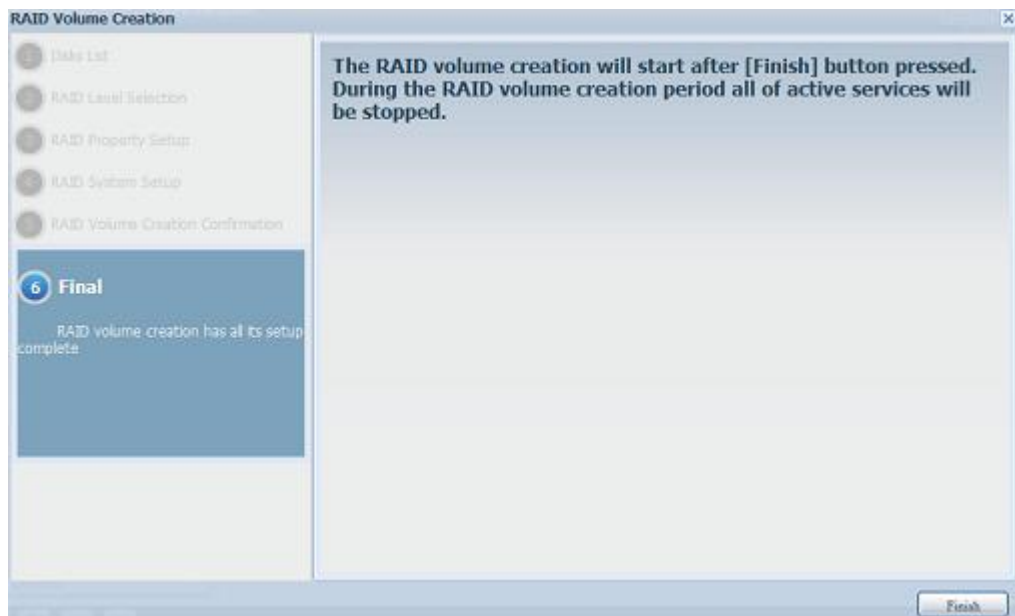 RAID Volume Creation
Disks List
RAID Level Selection
RAID Property Setup
RAID System Setup
RAID Volume Creation Confirmation
6 Final
RAID volume creation has all its setup
complete
The RAID volume creation will start after [Finish] button pressed.
During the RAID volume creation period all of active services will
be stopped.
Finish